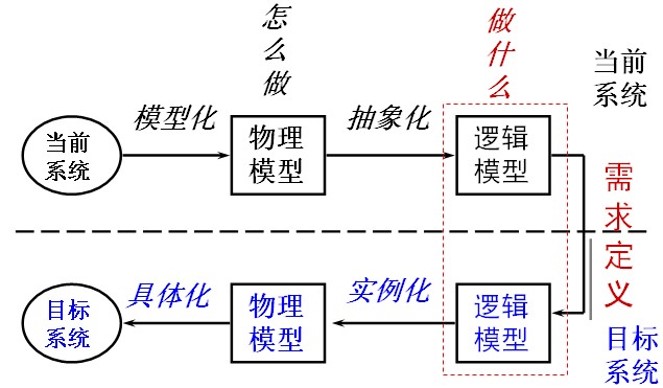 怎么做
做什么
当前
系统
模型化
抽象化
当前
系统
物理
模型
逻辑
模型
需求定义
具体化
实例化
目标
系统
物理
模型
逻辑
模型
目标
系统